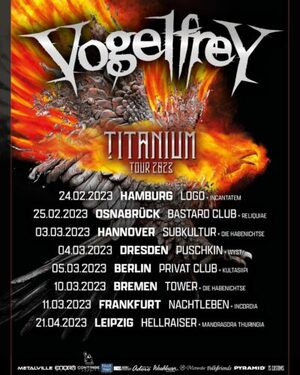 Vogelfrey
TITANIUM
TOUR 2023
24.02.2023 HAMBURG LOGO + INCANTATEM
25.02.2023 OSNABRÜCK BASTARD CLUB + RELIQUIAE
03.03.2023 HANNOVER SUBKULTUR + DIE HABENICHTSE
04.03.2023 DRESDEN PUSCHKIN
05.03.2023 BERLIN PRIVAT CLUB
10.03.2023 BREMEN TOWER + DIE HABENICHTSE
11.03.2023 FRANKFURT NACHTLEBEN + INCORDIA
21.04.2023 LEIPZIG HELLRAISER + MANDRAGORA THURINGIA
METALVILLE PYRAMID